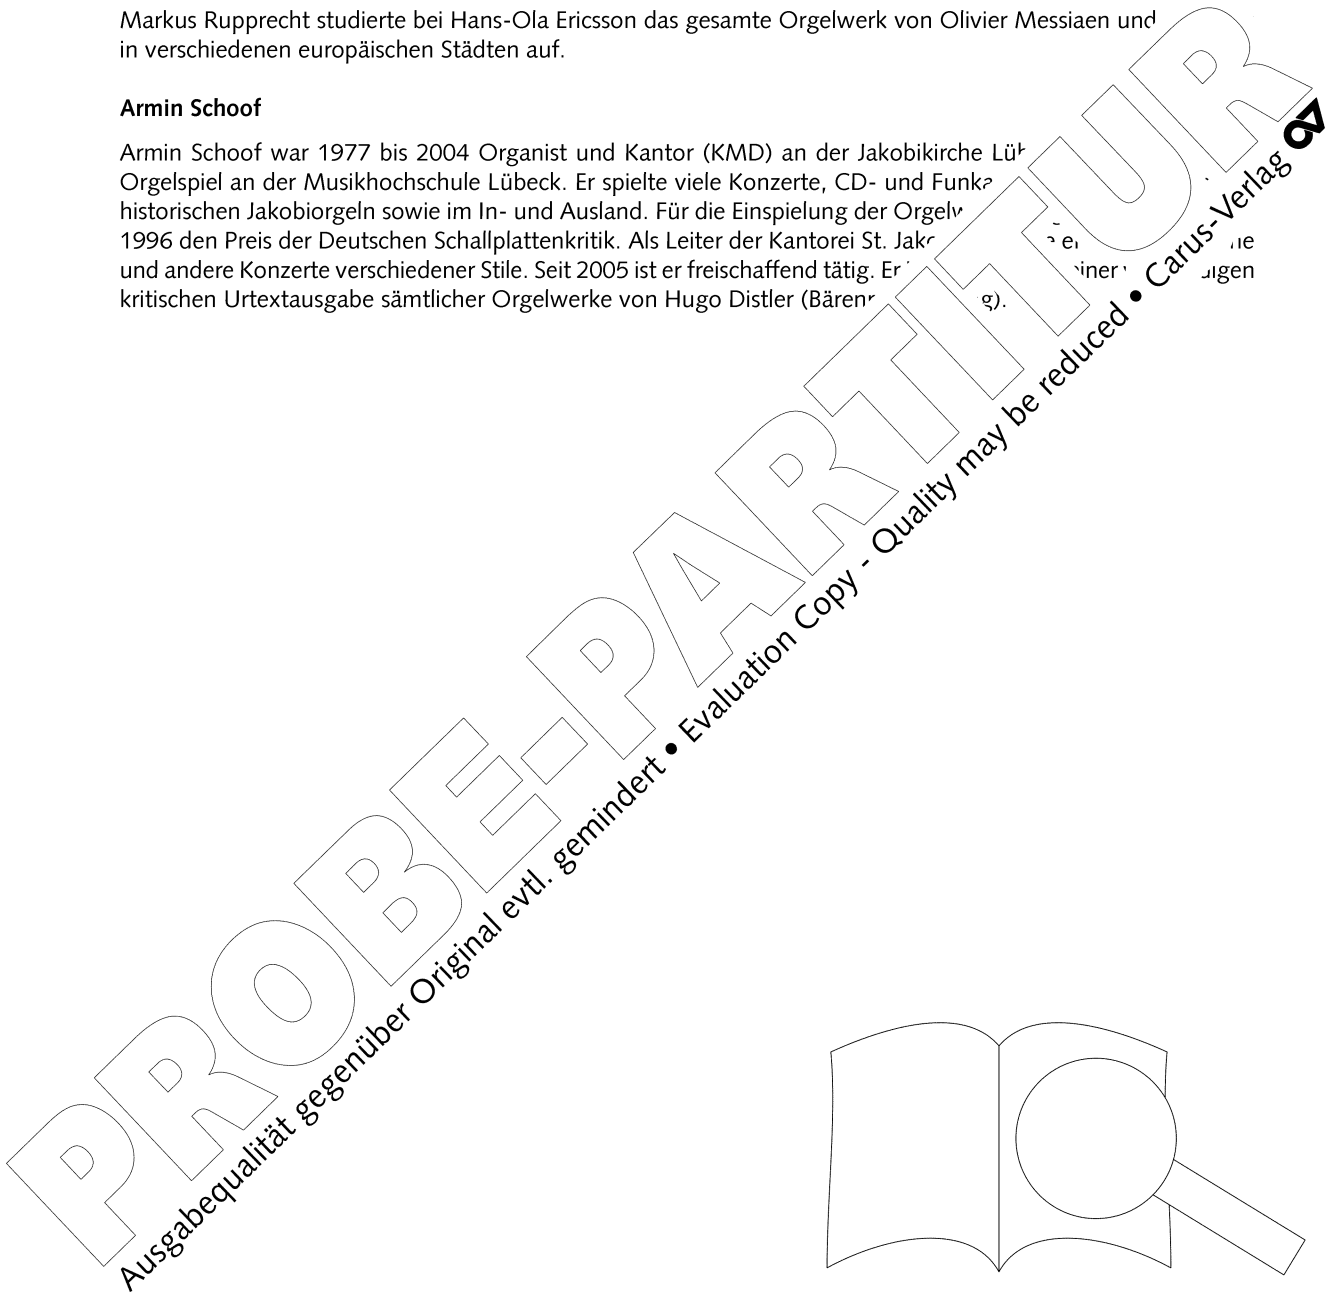 Markus Rupprecht studierte bei Hans-Ola Ericsson das gesamte Orgelwerk von Olivier Messiaen und
in verschiedenen europäischen Städten auf.
Armin Schoof
Armin Schoof war 1977 bis 2004 Organist und Kantor (KMD) an der Jakobikirche
Orgelspiel an der Musikhochschule Lübeck. Er spielte viele Konzerte, CD- und
historischen Jakobiorgeln sowie im In- und Ausland. Für die Einspielung der
1996 den Preis der Deutschen Schallplattenkritik. Als Leiter der Kantorei St.
und andere Konzerte verschiedener Stile. Seit 2005 ist er freischaffend tätig. Er
kritischen Urtextausgabe sämtlicher Orgelwerke von Hugo Distler
PROBE-PARTITUR
Ausgabequalität gegenüber Original evtl. gemindert • Evaluation Copy - Quality may be reduced • Carus-Verlag